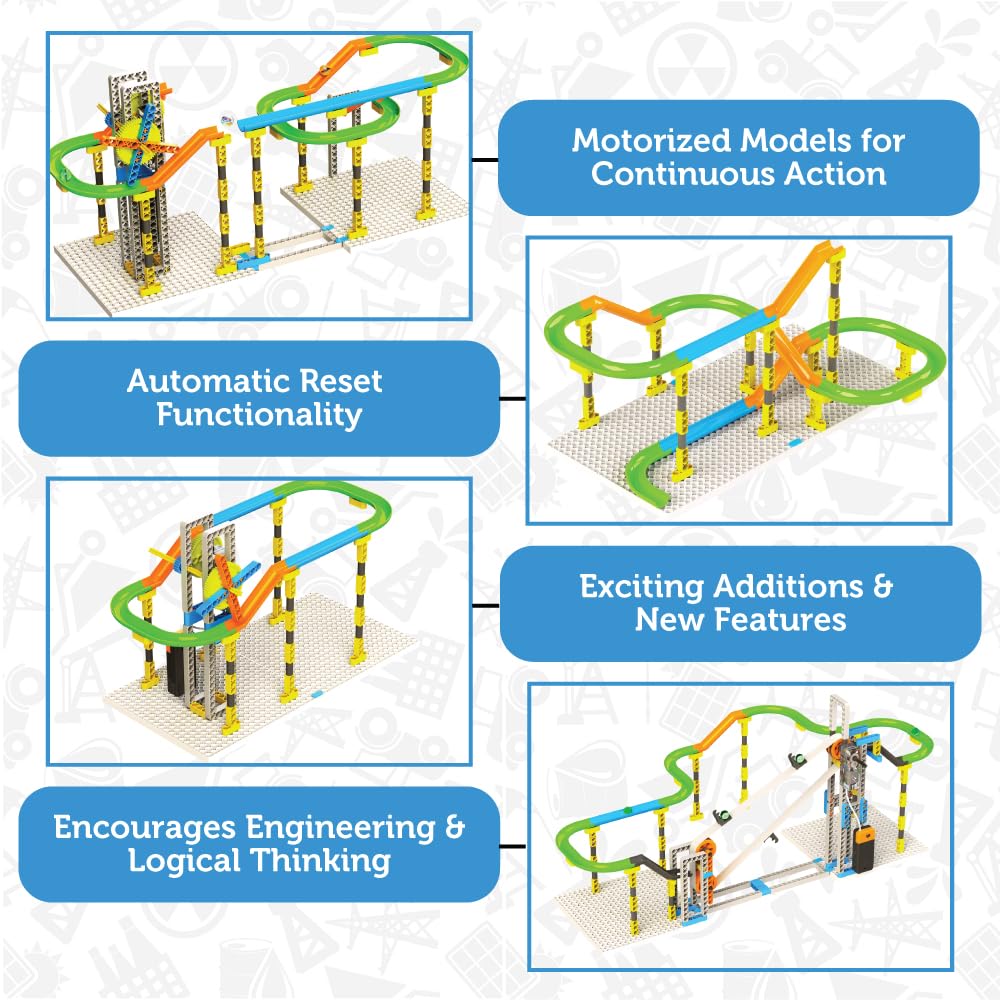 Motorized Models for
Continuous Action
Automatic Reset
Functionality
Exciting Additions &
New Features
Encourages Engineering &
Logical Thinking